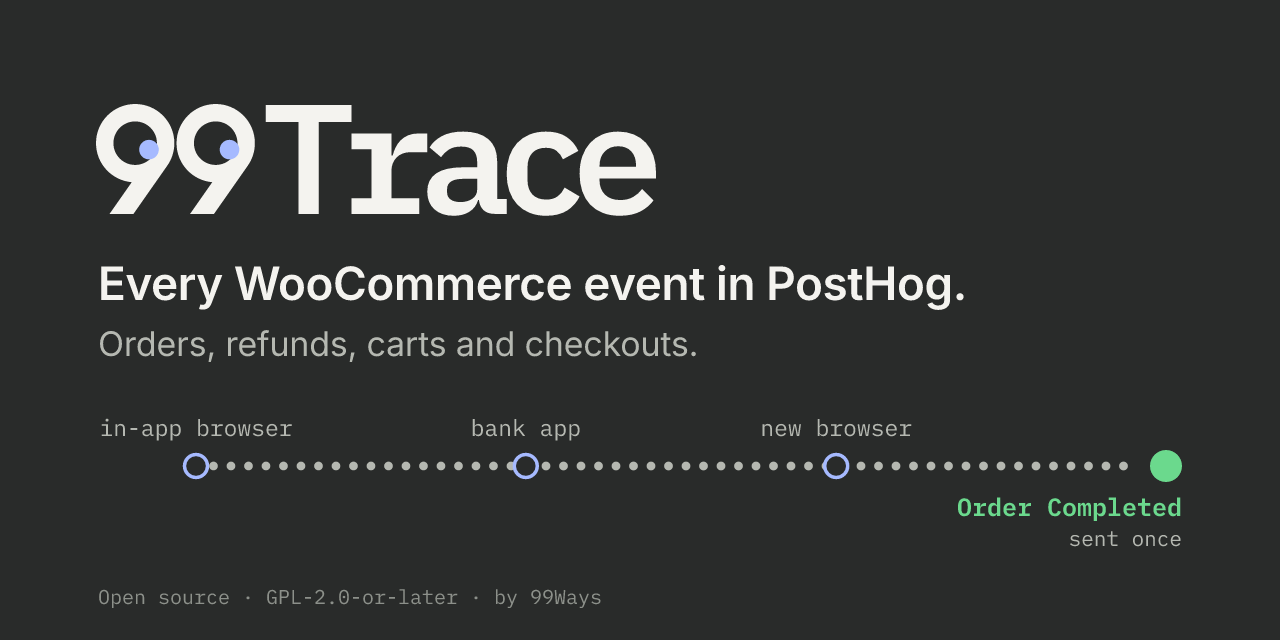 99Trace
Every WooCommerce event in PostHog.
Orders, refunds, carts and checkouts.
in-app browser bank app new browser
Order Completed
sent once
Open source · GPL-2.0-or-later · by 99Ways